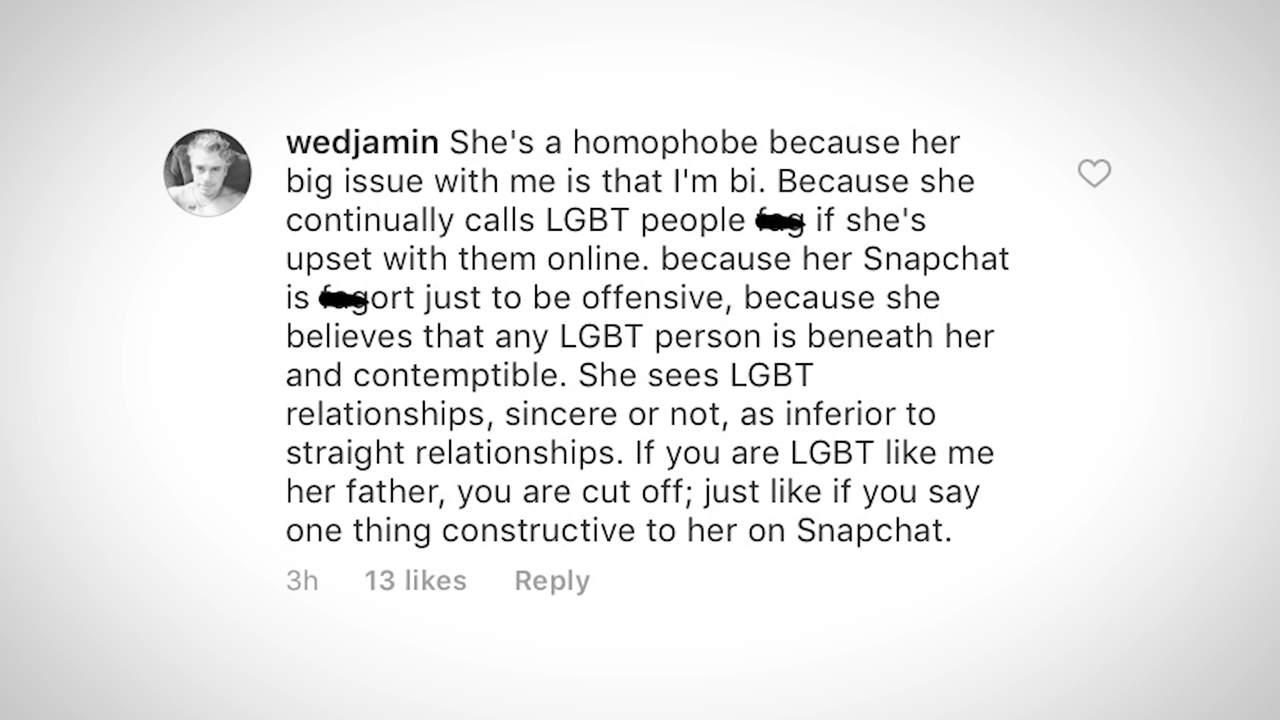 wedjamin She's a homophobe because her
big issue with me is that I'm bi. Because she
continually calls LGBT people fag if she's
upset with them online. because her Snapchat
is fagort just to be offensive, because she
believes that any LGBT person is beneath her
and contemptible. She sees LGBT
relationships, sincere or not, as inferior to
straight relationships. If you are LGBT like me
her father, you are cut off; just like if you say
one thing constructive to her on Snapchat.
3h 13 likes Reply